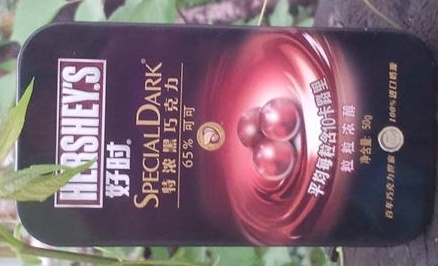 HERSHEY'S
好时®
SPECIAL DARK®
特浓黑巧克力
65% 可可
平均每粒含10卡路里
粒粒浓醇
净含量: 50g
百年巧克力世家
100%进口精制